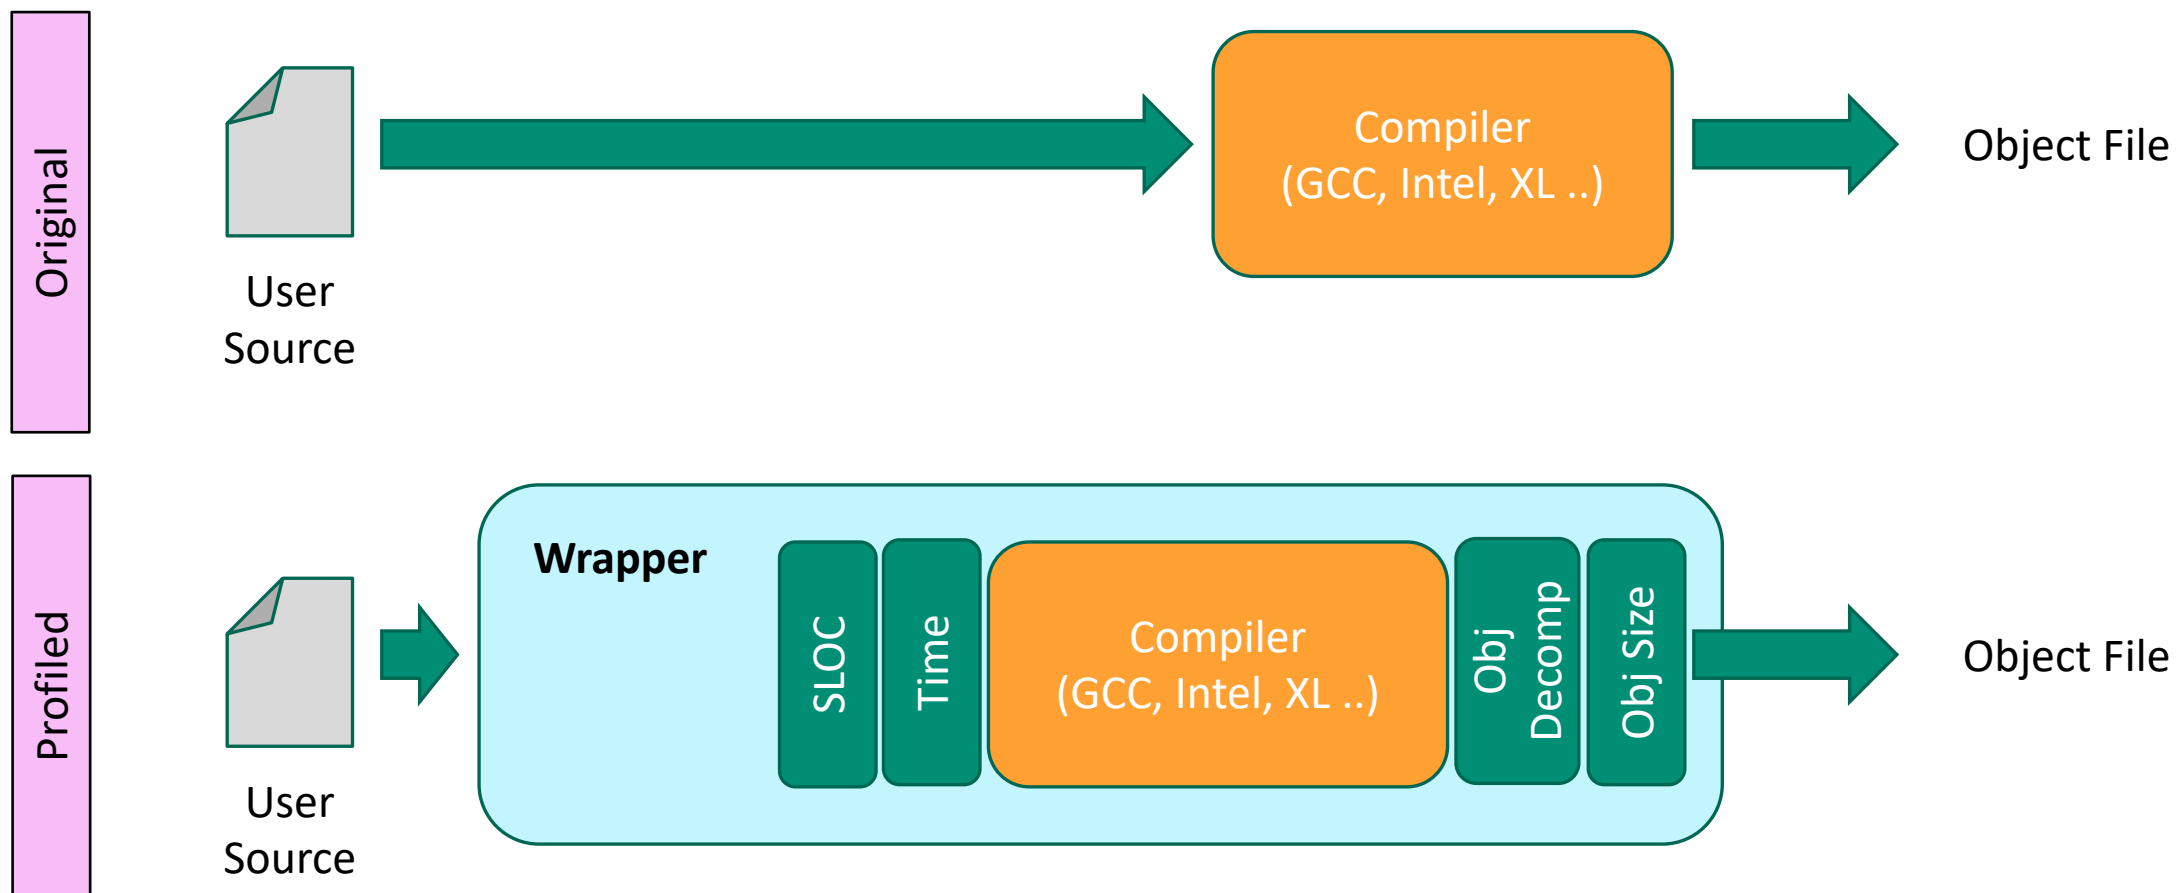 Original
User
Source
Compiler
(GCC, Intel, XL ..)
Object File
Profiled
User
Source
Wrapper
SLOC
Time
Compiler
(GCC, Intel, XL ..)
Obj
Decomp
Obj Size
Object File